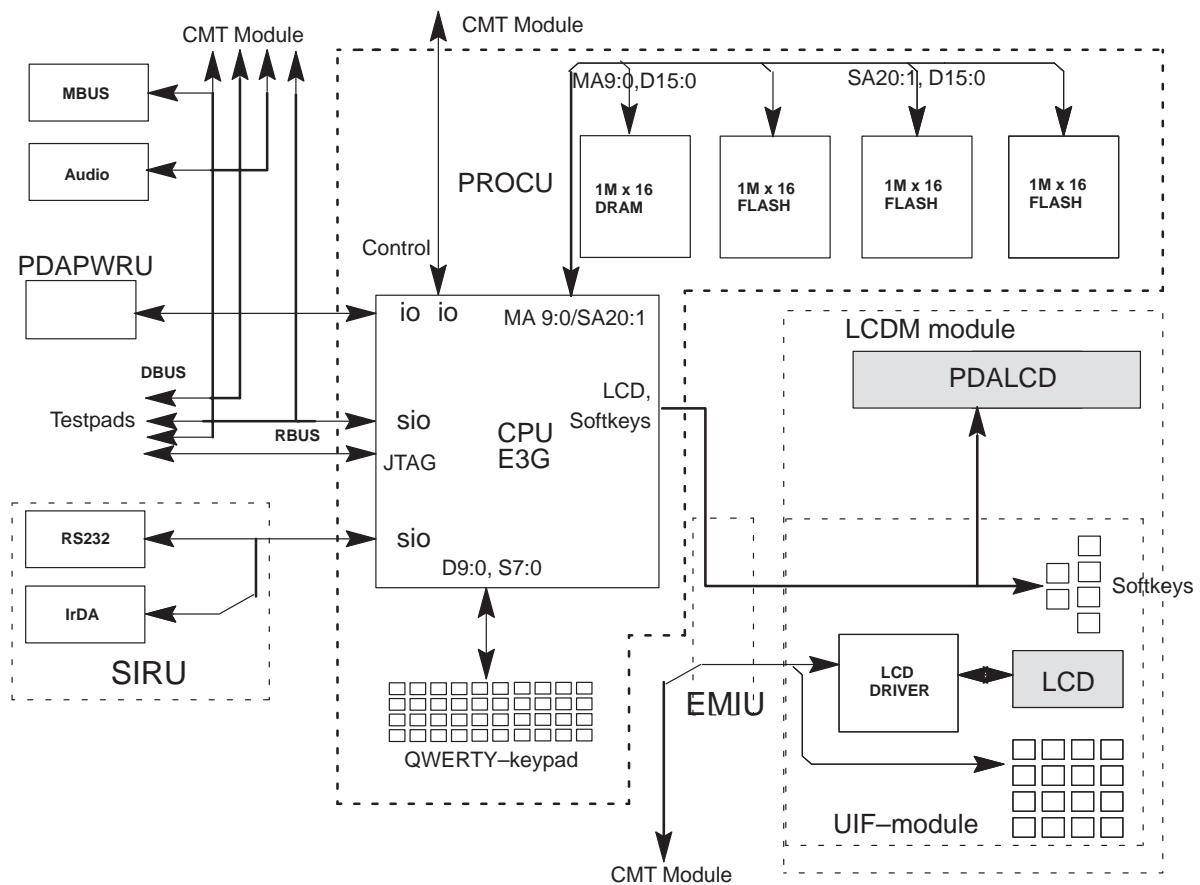 CMT Module
CMT Module
MBUS
Audio
MA9:0,D15:0
SA20:1, D15:0
PROCU
1M x 16
DRAM
1M x 16
FLASH
1M x 16
FLASH
1M x 16
FLASH
Control
PDAPWRU
io io
MA 9:0/SA20:1
LCDM module
PDALCD
DBUS
Testpads
RBUS
sio
JTAG
CPU
E3G
LCD,
Softkeys
RS232
IrDA
SIRU
sio
D9:0, S7:0
Softkeys
LCD
DRIVER
LCD
EMIU
QWERTY–keypad
UIF–module
CMT Module